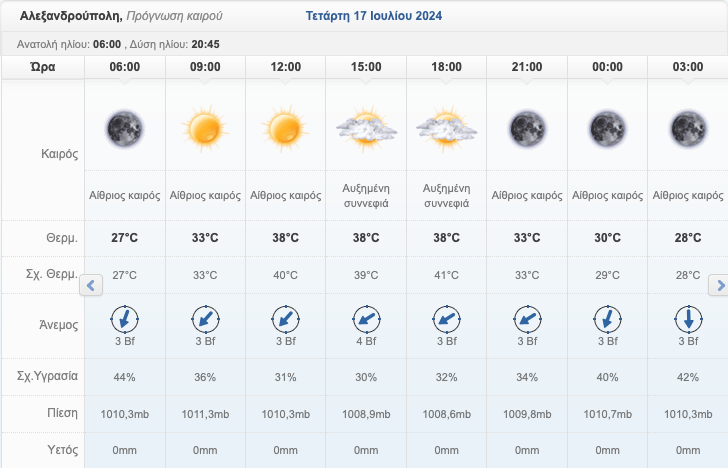 Αλεξανδρούπολη, Πρόγνωση καιρού Τετάρτη 17 Ιουλίου 2024
Ανατολή ηλίου: 06:00 , Δύση ηλίου: 20:45
Ώρα 06:00 09:00 12:00 15:00 18:00 21:00 00:00 03:00
Καιρός Αίθριος καιρός Αίθριος καιρός Αίθριος καιρός Αυξημένη συννεφιά Αυξημένη συννεφιά Αίθριος καιρός Αίθριος καιρός Αίθριος καιρός
Θερμ. 27°C 33°C 38°C 38°C 38°C 33°C 30°C 28°C
Σχ. Θερμ. 27°C 33°C 40°C 39°C 41°C 33°C 29°C 28°C
Άνεμος 3 Bf 3 Bf 3 Bf 4 Bf 3 Bf 3 Bf 3 Bf 3 Bf
Σχ.Υγρασία 44% 36% 31% 30% 32% 34% 40% 42%
Πίεση 1010,3mb 1011,3mb 1010,3mb 1008,9mb 1008,6mb 1009,8mb 1010,7mb 1010,3mb
Υετός 0mm 0mm 0mm 0mm 0mm 0mm 0mm 0mm